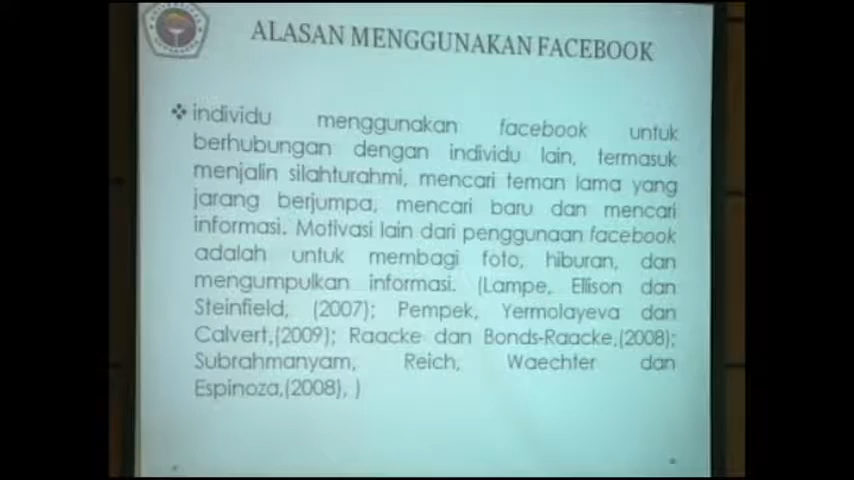 ALASAN MENGGUNAKAN FACEBOOK
❖ individu menggunakan facebook untuk
berhubungan dengan individu lain, termasuk
menjalin silahturahmi, mencari teman lama yang
jarang berjumpa, mencari baru dan mencari
informasi. Motivasi lain dari penggunaan facebook
adalah untuk membagi foto, hiburan, dan
mengumpulkan informasi. (Lampe, Ellison dan
Steinfield, (2007); Pempek, Yermolayeva dan
Calvert,(2009); Raacke dan Bonds-Raacke,(2008);
Subrahmanyam, Reich, Waechter dan
Espinoza,(2008), )